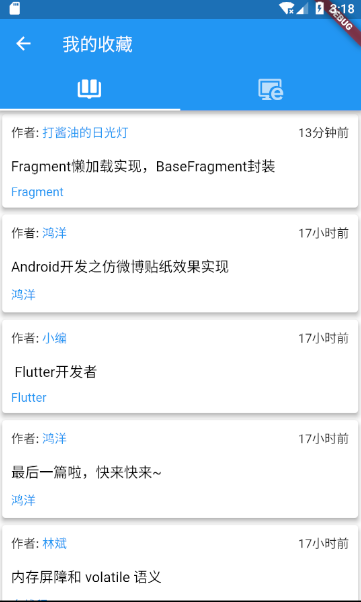 3:18
DEBUG
我的收藏
作者: 打酱油的日光灯 13分钟前
Fragment懒加载实现，BaseFragment封装
Fragment
作者: 鸿洋 17小时前
Android开发之仿微博贴纸效果实现
鸿洋
作者: 小编 17小时前
Flutter开发者
Flutter
作者: 鸿洋 17小时前
最后一篇啦，快来快来~
鸿洋
作者: 林斌 17小时前
内存屏障和 volatile 语义